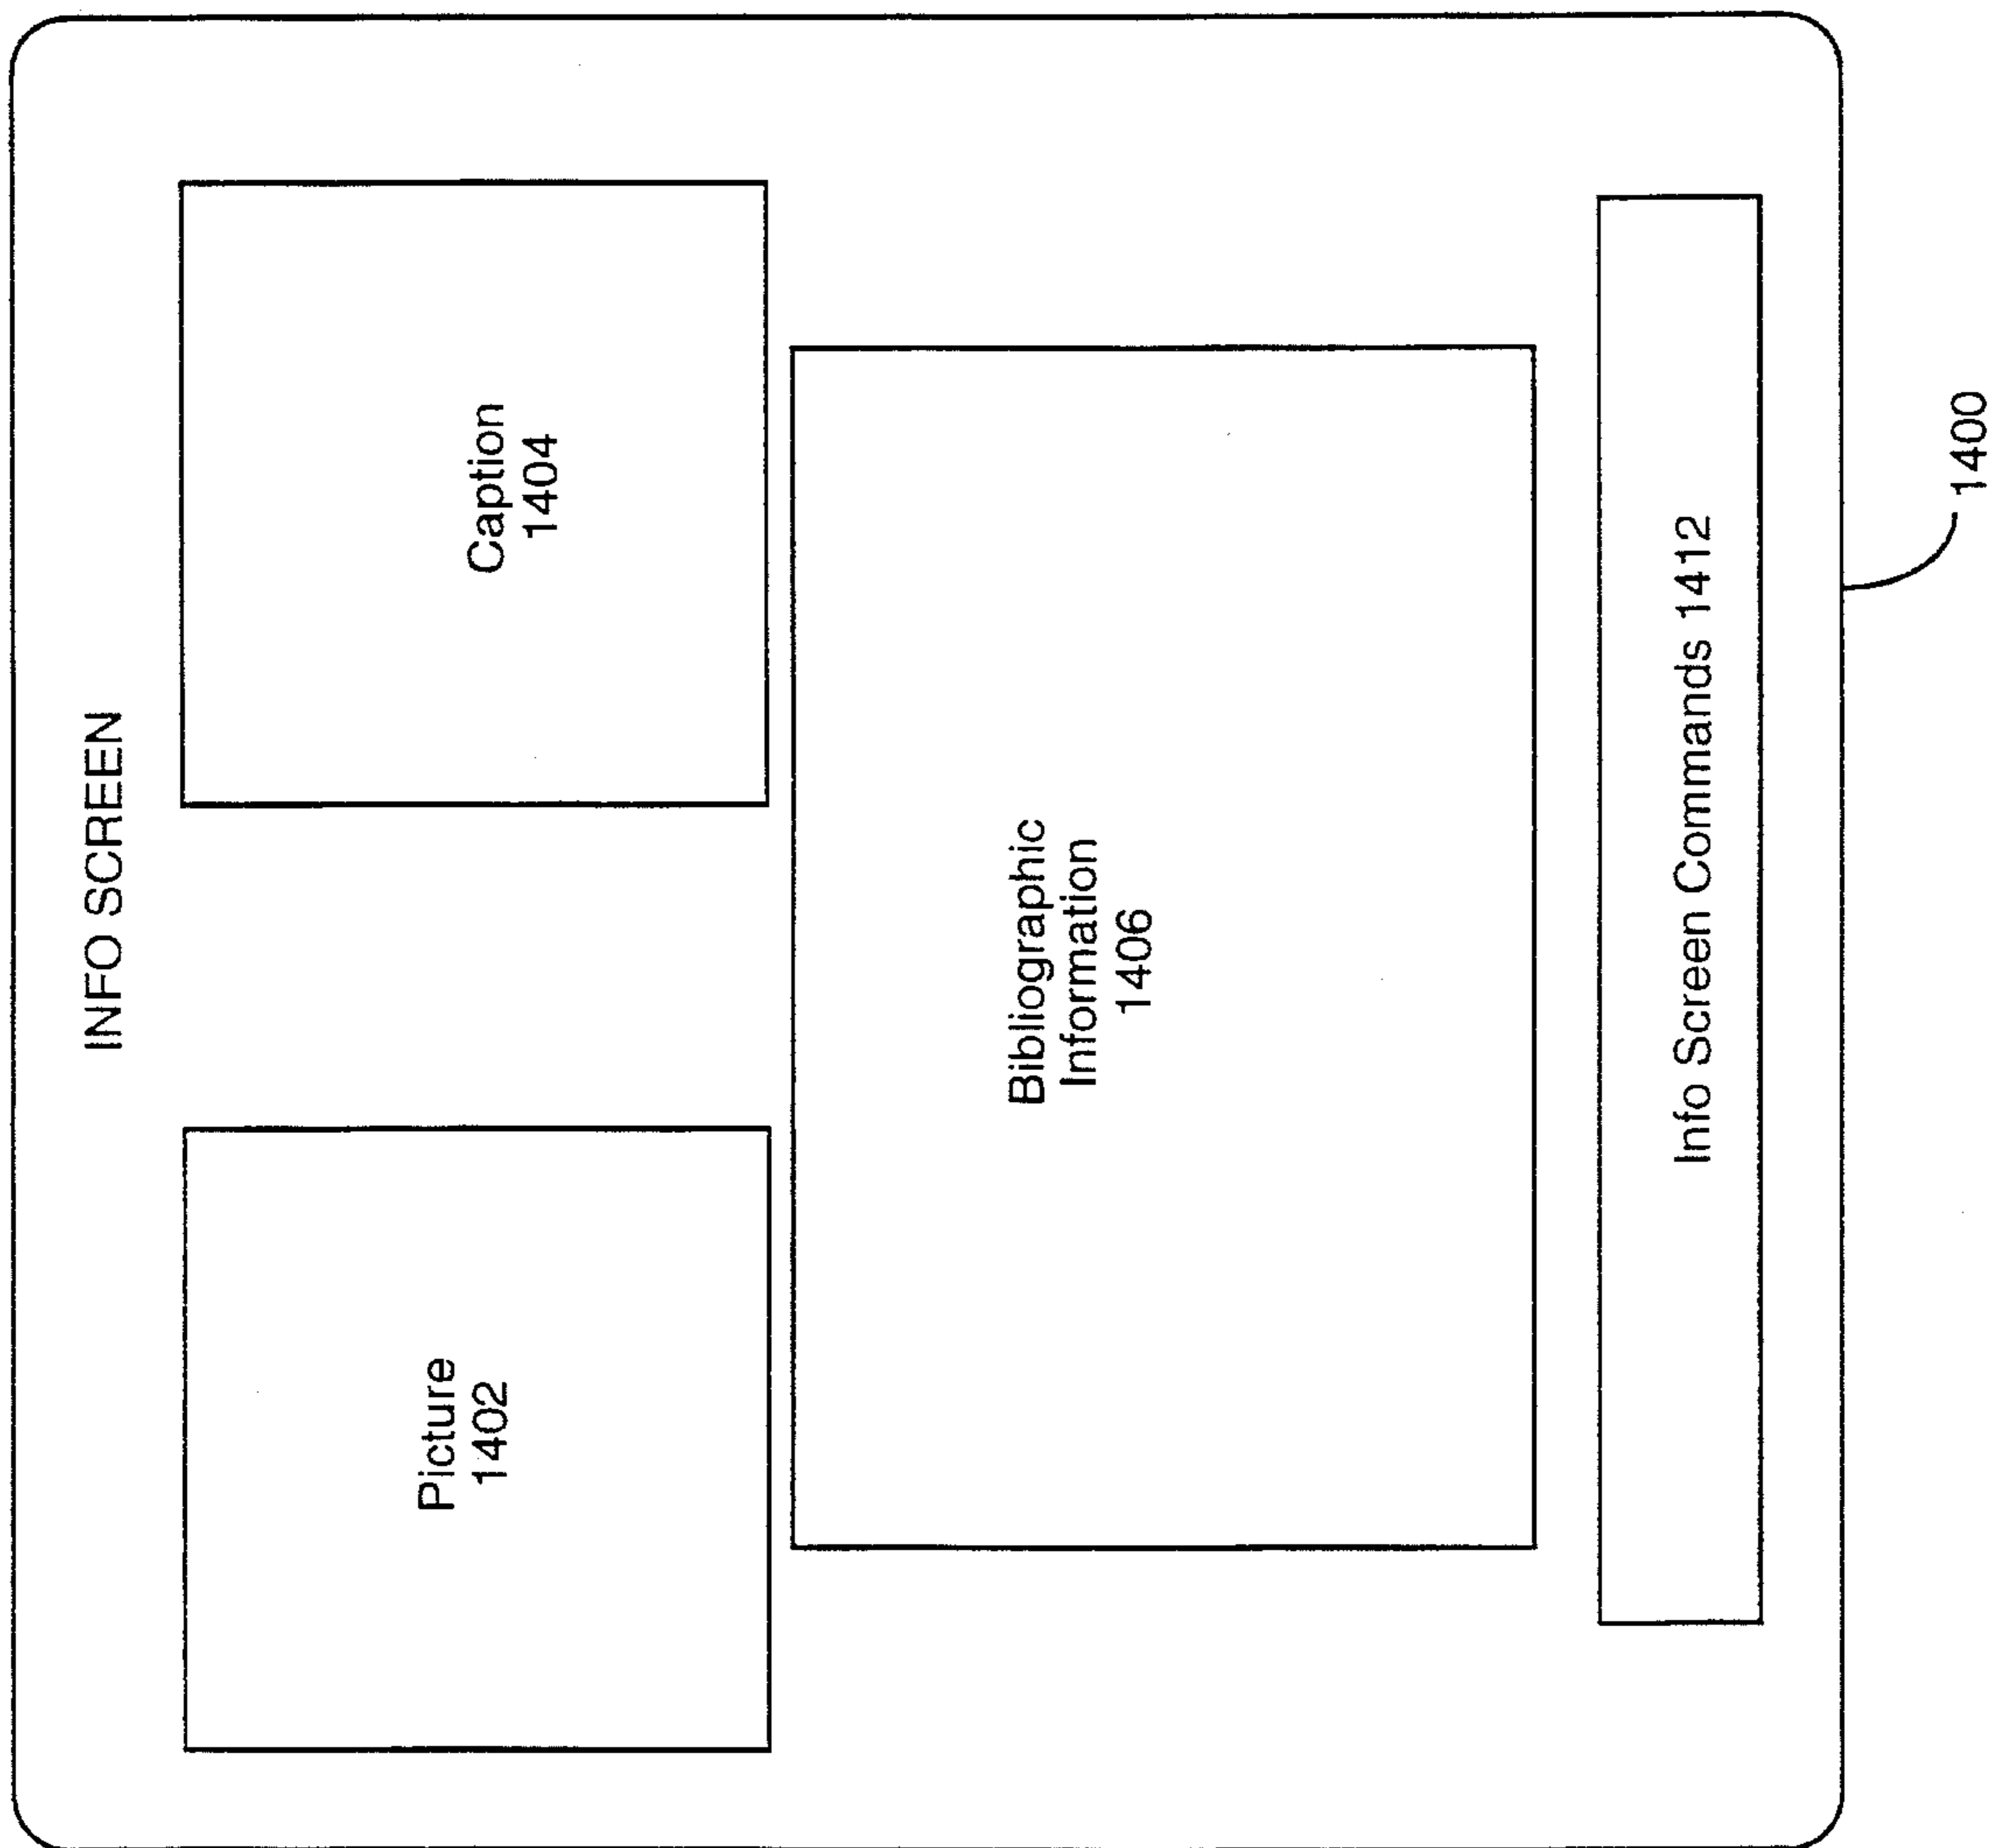 INFO SCREEN
Picture
1402
Caption
1404
Bibliographic
Information
1406
Info Screen Commands 1412
1400